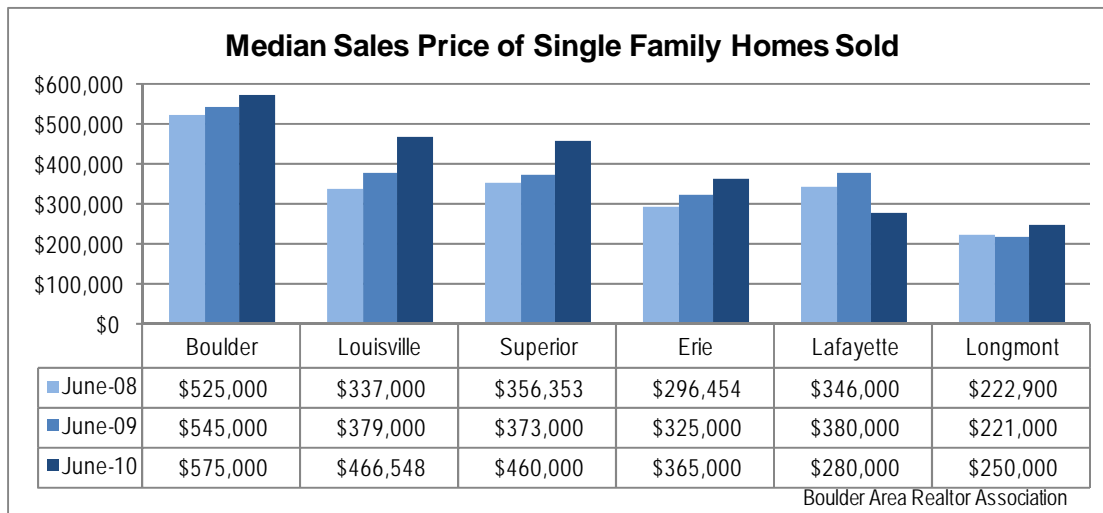 Median Sales Price of Single Family Homes Sold
$600,000
$500,000
$400,000
$300,000
$200,000
$100,000
$0
Boulder Louisville Superior Erie Lafayette Longmont
June-08 $525,000 $337,000 $356,353 $296,454 $346,000 $222,900
June-09 $545,000 $379,000 $373,000 $325,000 $380,000 $221,000
June-10 $575,000 $466,548 $460,000 $365,000 $280,000 $250,000
Boulder Area Realtor Association